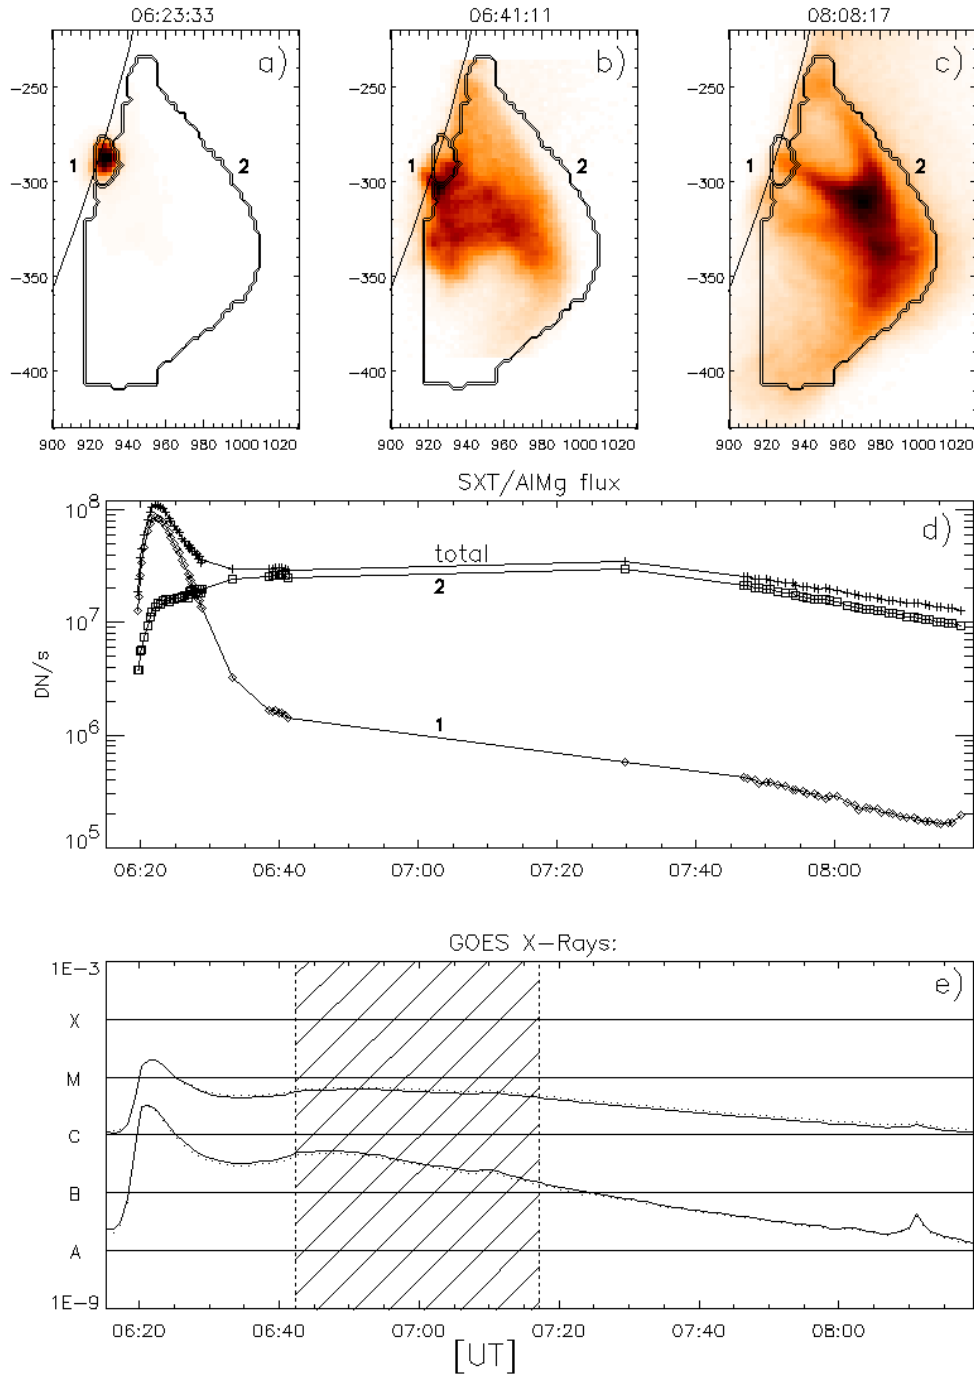 06:23:33 06:41:11 08:08:17
a) b) c)
−250 −250 −250
1 2 1 2 1 2
−300 −300 −300
−350 −350 −350
−400 −400 −400
900 920 940 960 980 1000 1020 900 920 940 960 980 1000 1020 900 920 940 960 980 1000 1020
SXT/AlMg flux
10^8
d)
total
2
10^7
DN/s
1
10^6
10^5
06:20 06:40 07:00 07:20 07:40 08:00
GOES X−Rays:
1E−3
e)
X
M
C
B
A
1E−9
06:20 06:40 07:00 07:20 07:40 08:00
[UT]